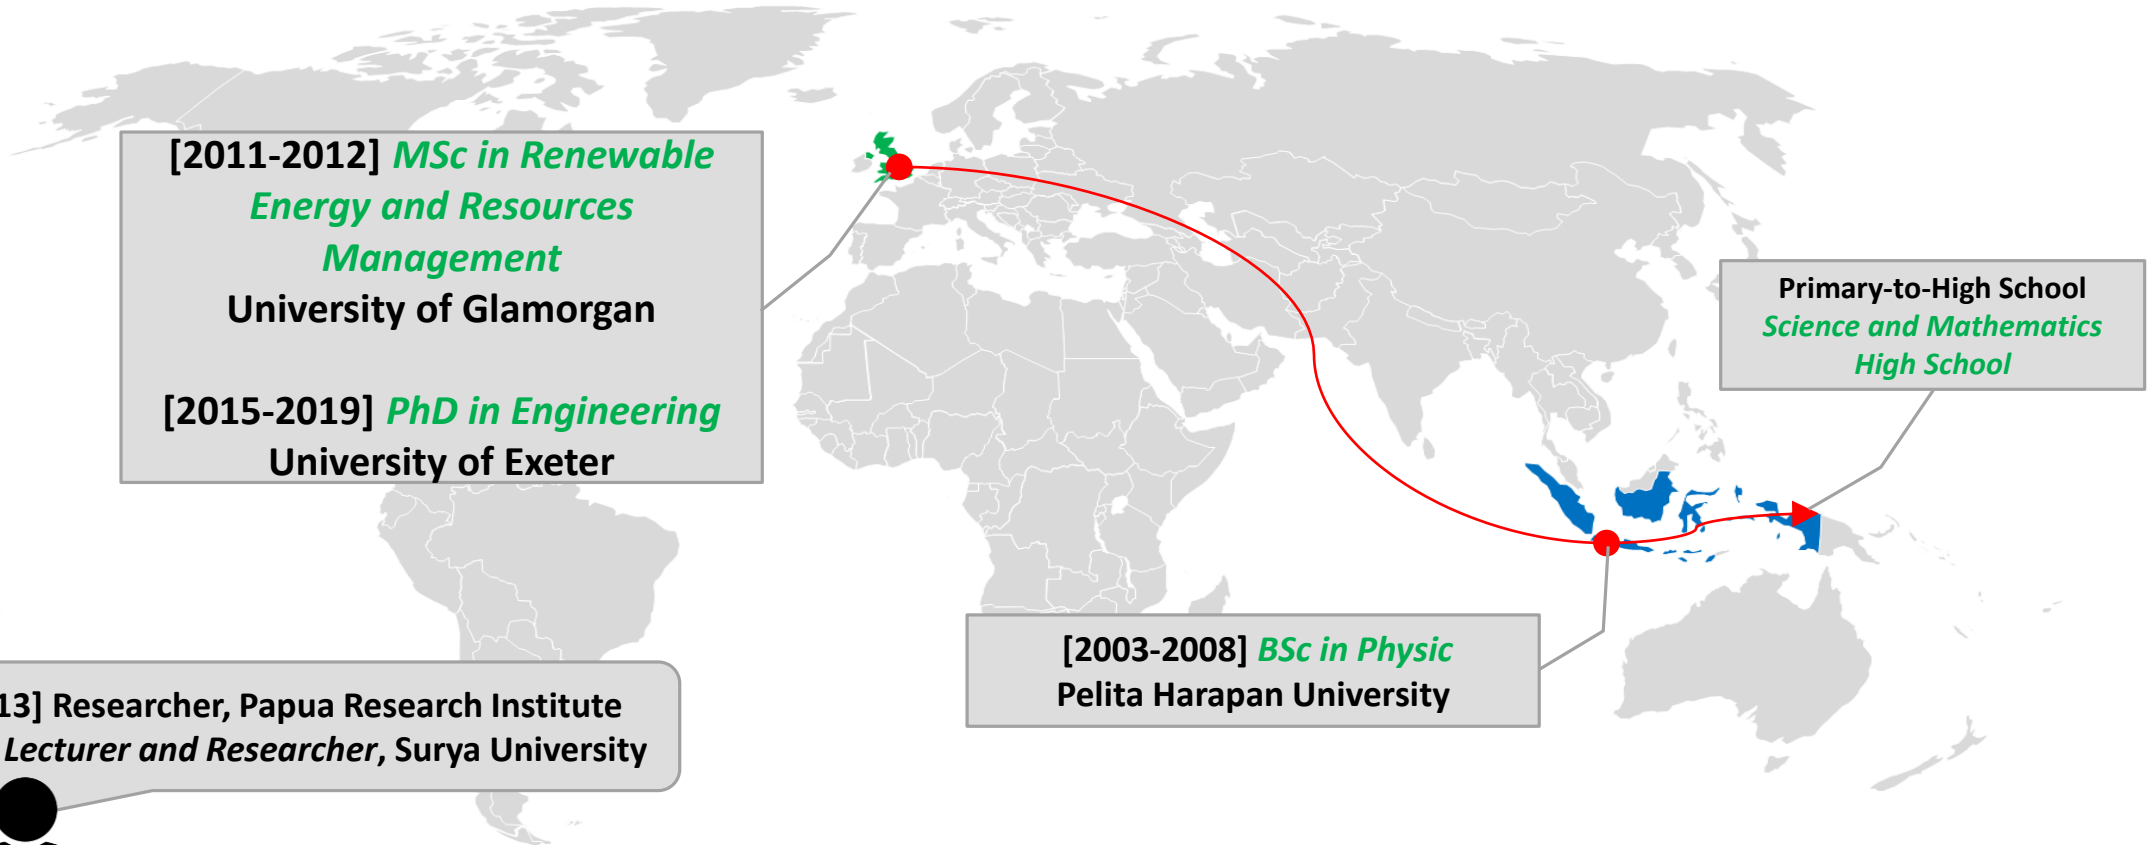 [2011-2012] MSc in Renewable
Energy and Resources
Management
University of Glamorgan
[2015-2019] PhD in Engineering
University of Exeter
Primary-to-High School
Science and Mathematics
High School
[2003-2008] BSc in Physic
Pelita Harapan University
13] Researcher, Papua Research Institute
Lecturer and Researcher, Surya University